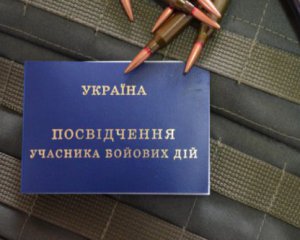 УКРАЇНА
ПОСВІДЧЕННЯ
УЧАСНИКА БОЙОВИХ ДІЙ